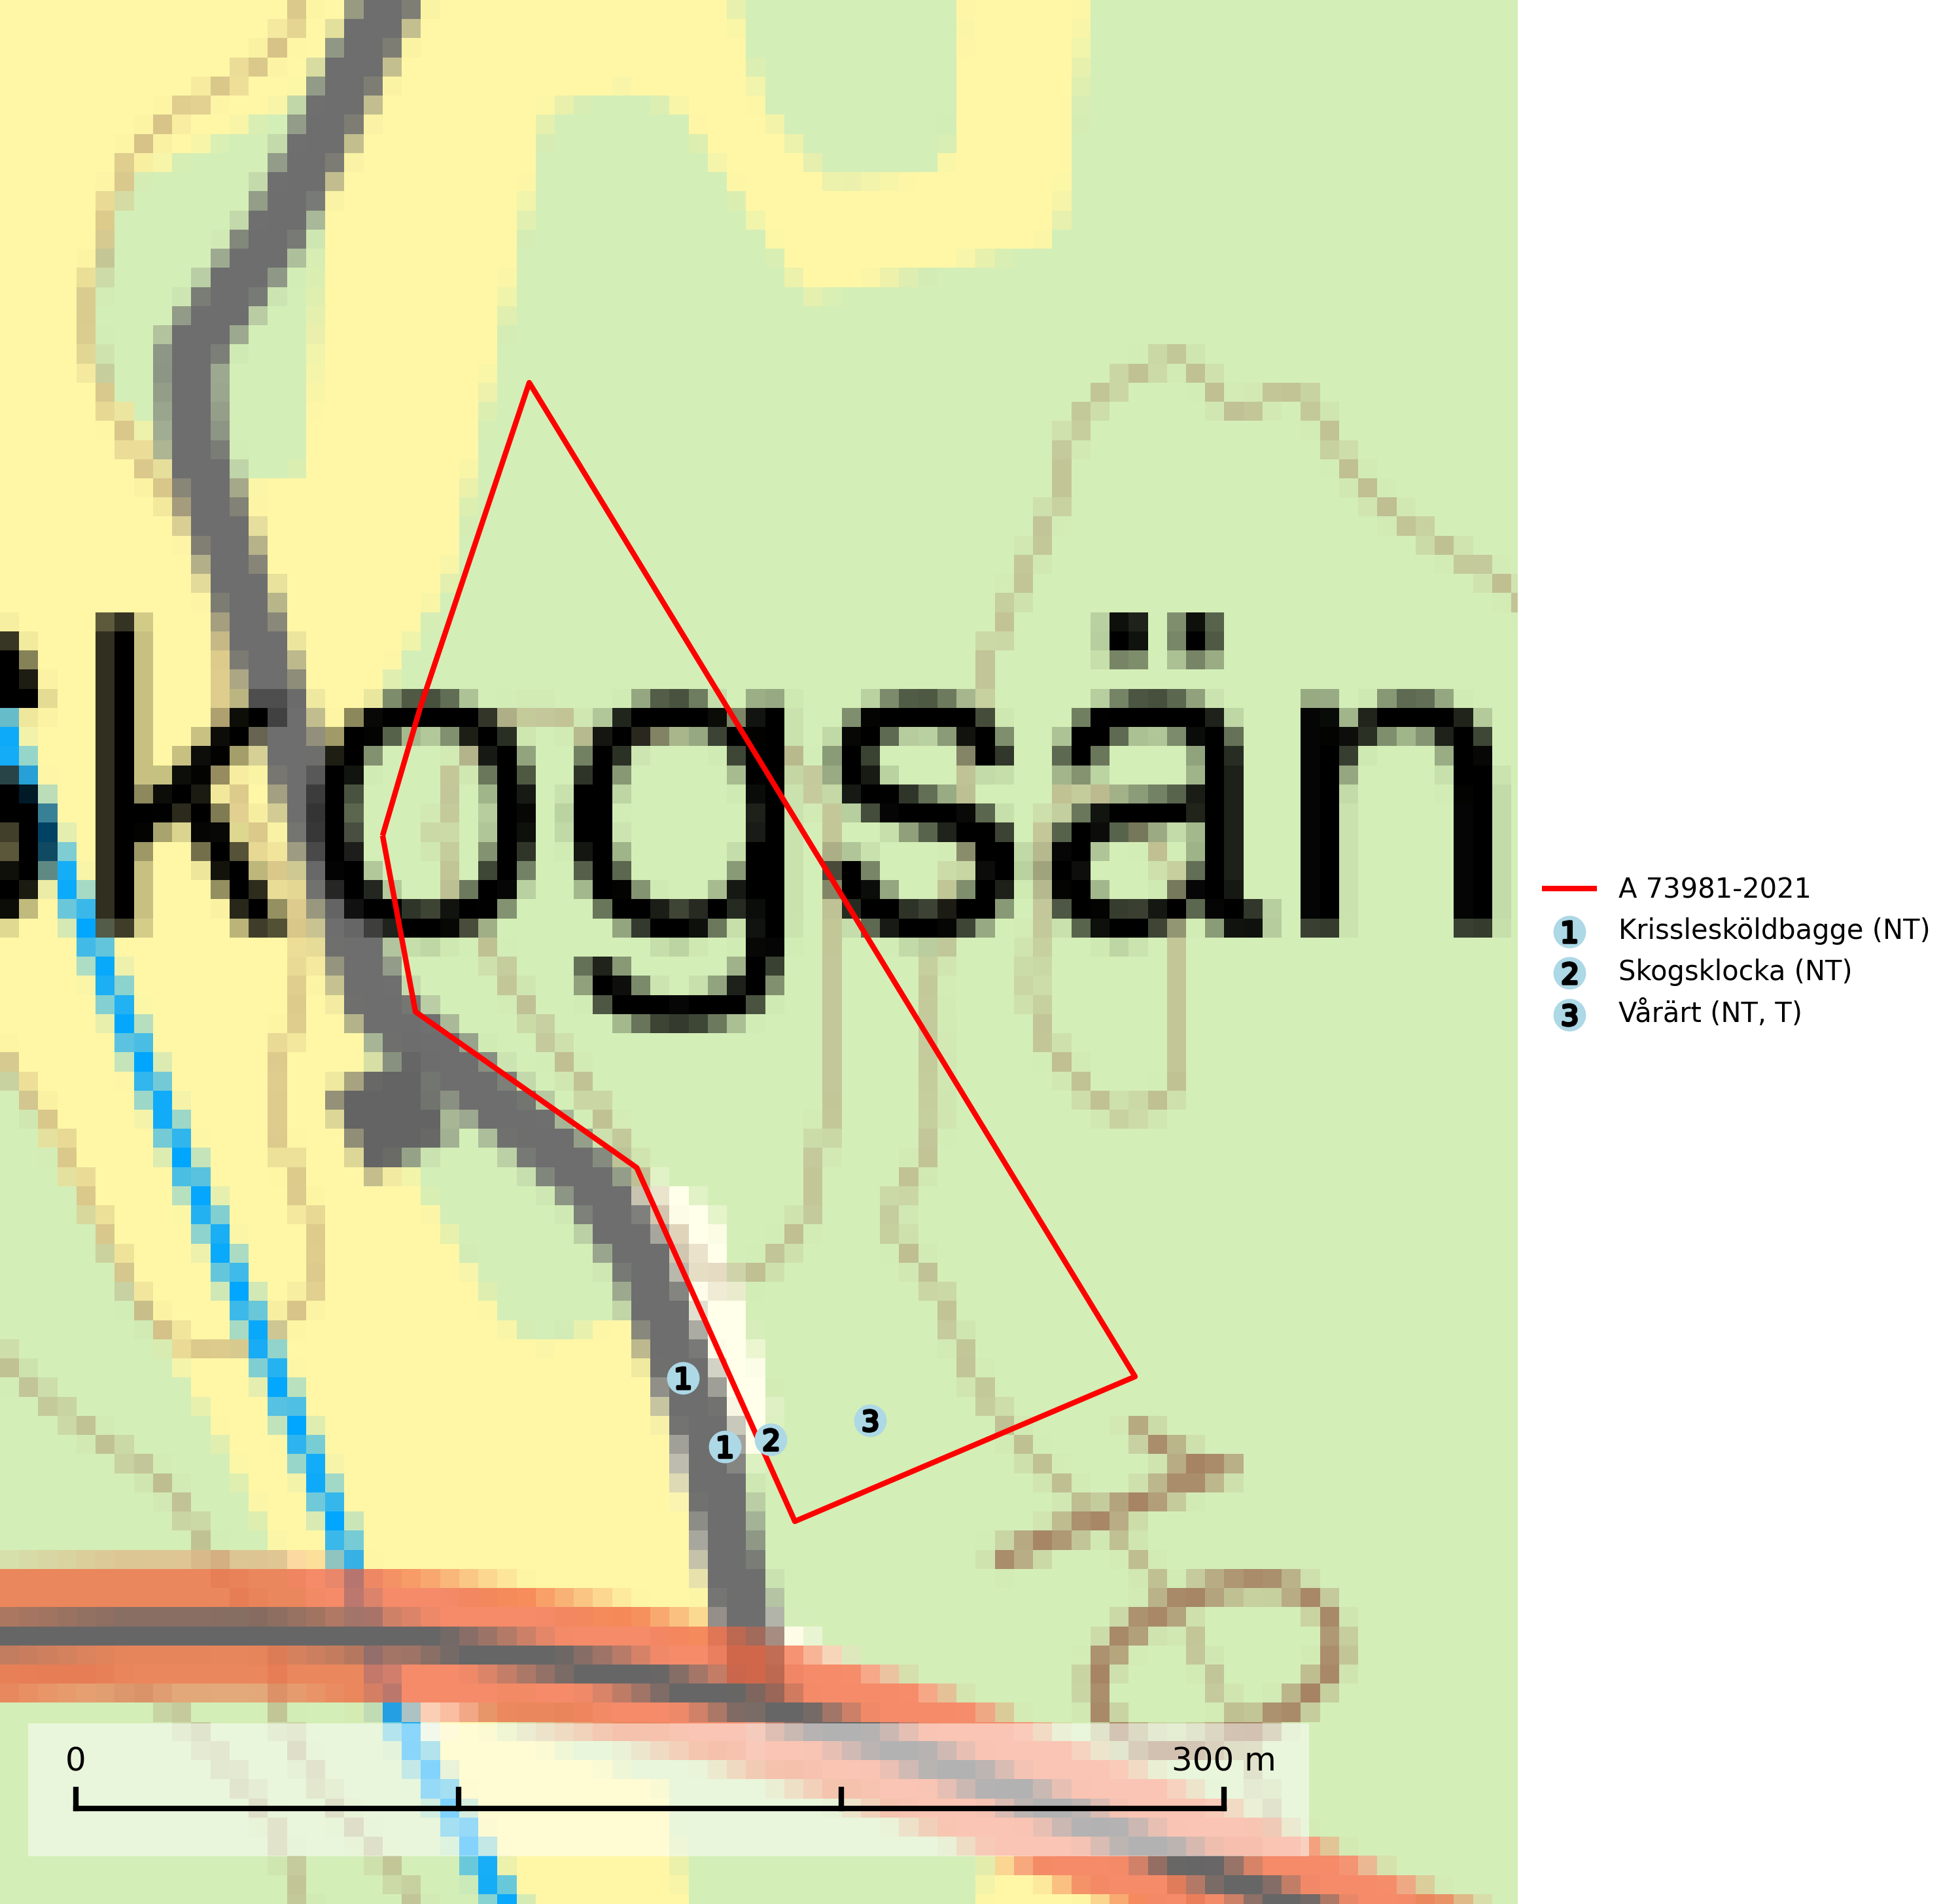 skogsän
A 73981-2021
1 Krisslesköldbagge (NT)
2 Skogsklocka (NT)
3 Vårärt (NT, T)
1
1
2
3
0
300 m